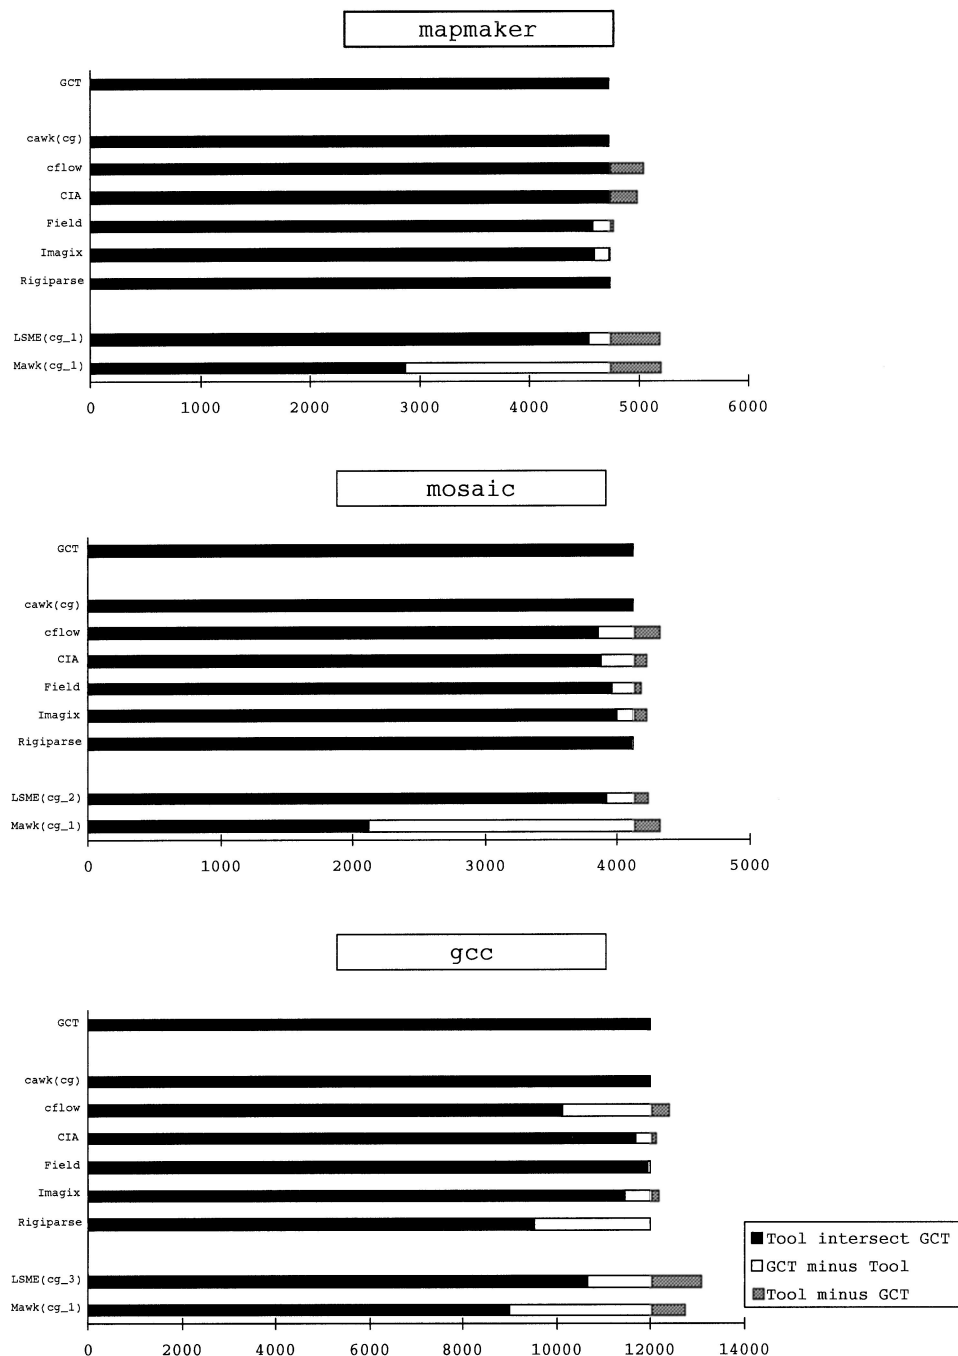 mapmaker
GCT
cawk(cg)
cflow
CIA
Field
Imagix
Rigiparse
LSME(cg_1)
Mawk(cg_1)
0 1000 2000 3000 4000 5000 6000
mosaic
GCT
cawk(cg)
cflow
CIA
Field
Imagix
Rigiparse
LSME(cg_2)
Mawk(cg_1)
0 1000 2000 3000 4000 5000
gcc
GCT
cawk(cg)
cflow
CIA
Field
Imagix
Rigiparse
LSME(cg_3)
Mawk(cg_1)
0 2000 4000 6000 8000 10000 12000 14000
Tool intersect GCT
GCT minus Tool
Tool minus GCT